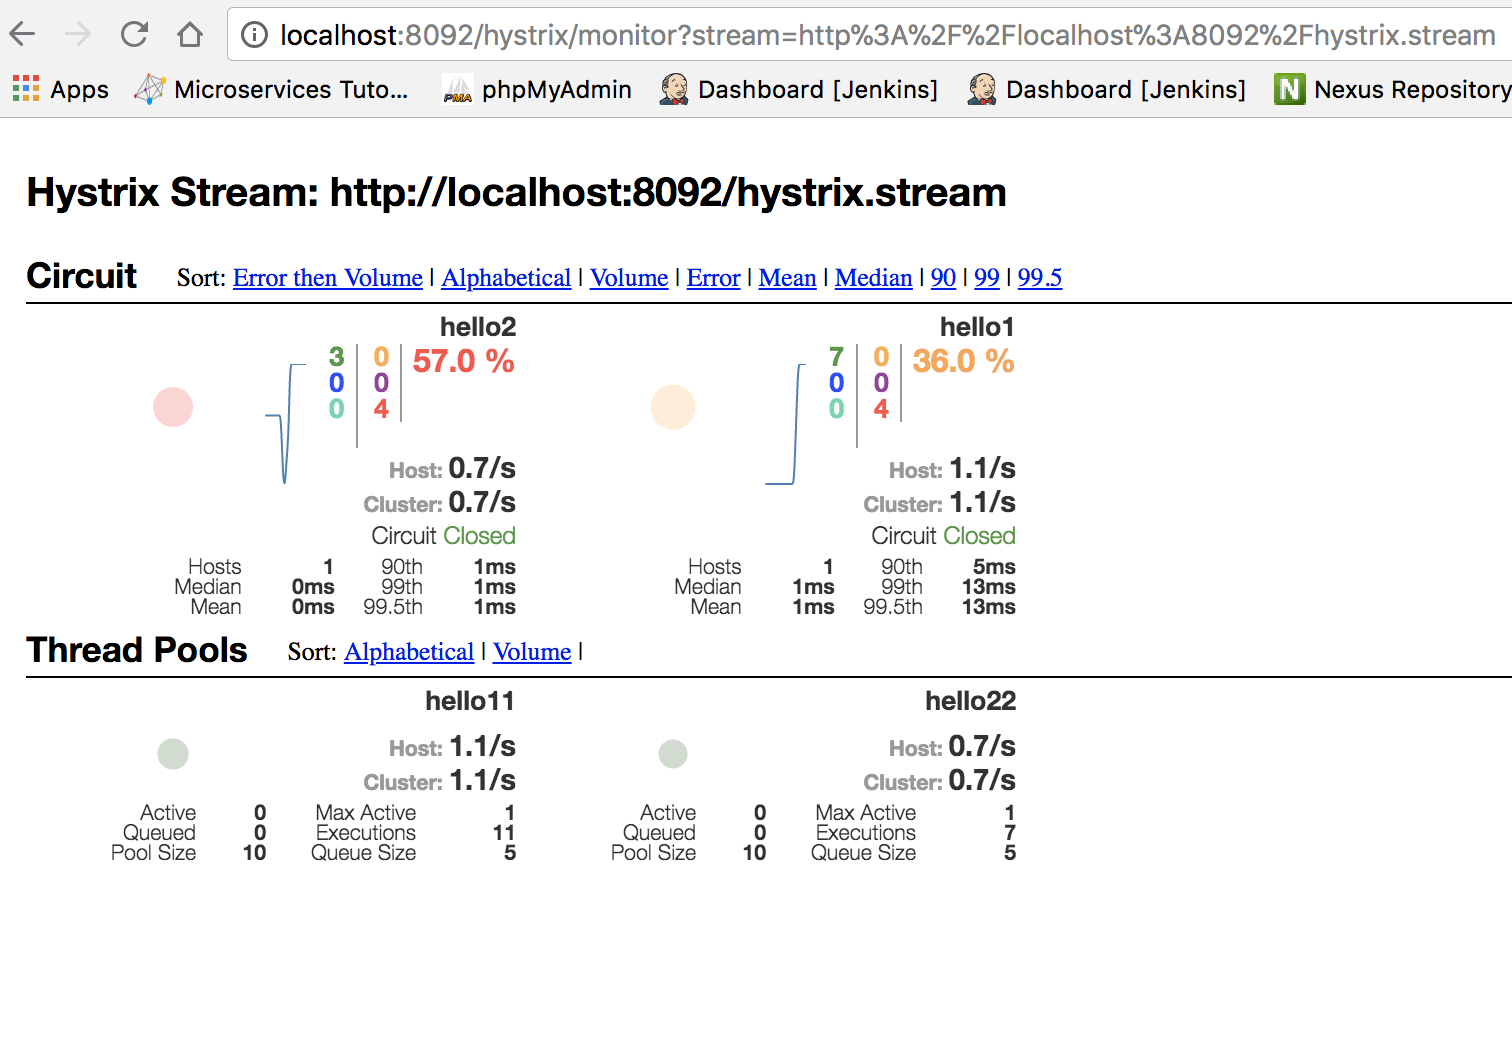 localhost:8092/hystrix/monitor?stream=http%3A%2F%2Flocalhost%3A8092%2Fhystrix.stream
Apps Microservices Tuto... PMA phpMyAdmin Dashboard [Jenkins] Dashboard [Jenkins] N Nexus Repository
Hystrix Stream: http://localhost:8092/hystrix.stream
Circuit Sort: Error then Volume | Alphabetical | Volume | Error | Mean | Median | 90 | 99 | 99.5
hello2 hello1
3 0 57.0 % 7 0 36.0 %
0 0 0 0
0 4 0 4
Host: 0.7/s Host: 1.1/s
Cluster: 0.7/s Cluster: 1.1/s
Circuit Closed Circuit Closed
Hosts 1 90th 1ms Hosts 1 90th 5ms
Median 0ms 99th 1ms Median 1ms 99th 13ms
Mean 0ms 99.5th 1ms Mean 1ms 99.5th 13ms
Thread Pools Sort: Alphabetical | Volume |
hello11 hello22
Host: 1.1/s Host: 0.7/s
Cluster: 1.1/s Cluster: 0.7/s
Active 0 Max Active 1 Active 0 Max Active 1
Queued 0 Executions 11 Queued 0 Executions 7
Pool Size 10 Queue Size 5 Pool Size 10 Queue Size 5